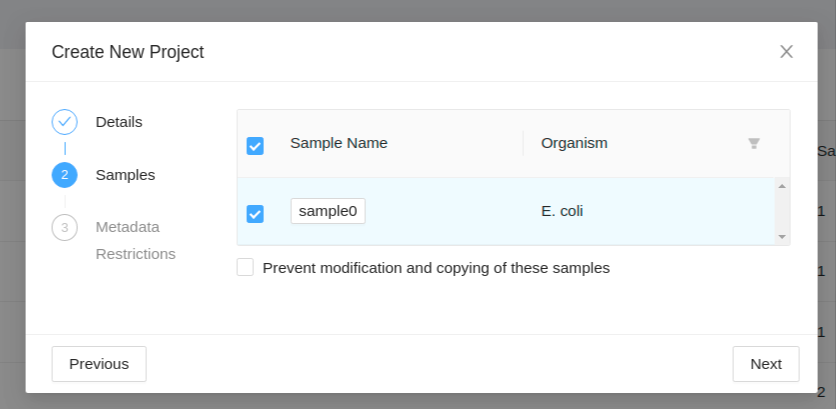 Create New Project
Details
2
Samples
3
Metadata
Restrictions
Sample Name
Organism
sample0
E. coli
Prevent modification and copying of these samples
Previous
Next
Sa
1
1
1
2